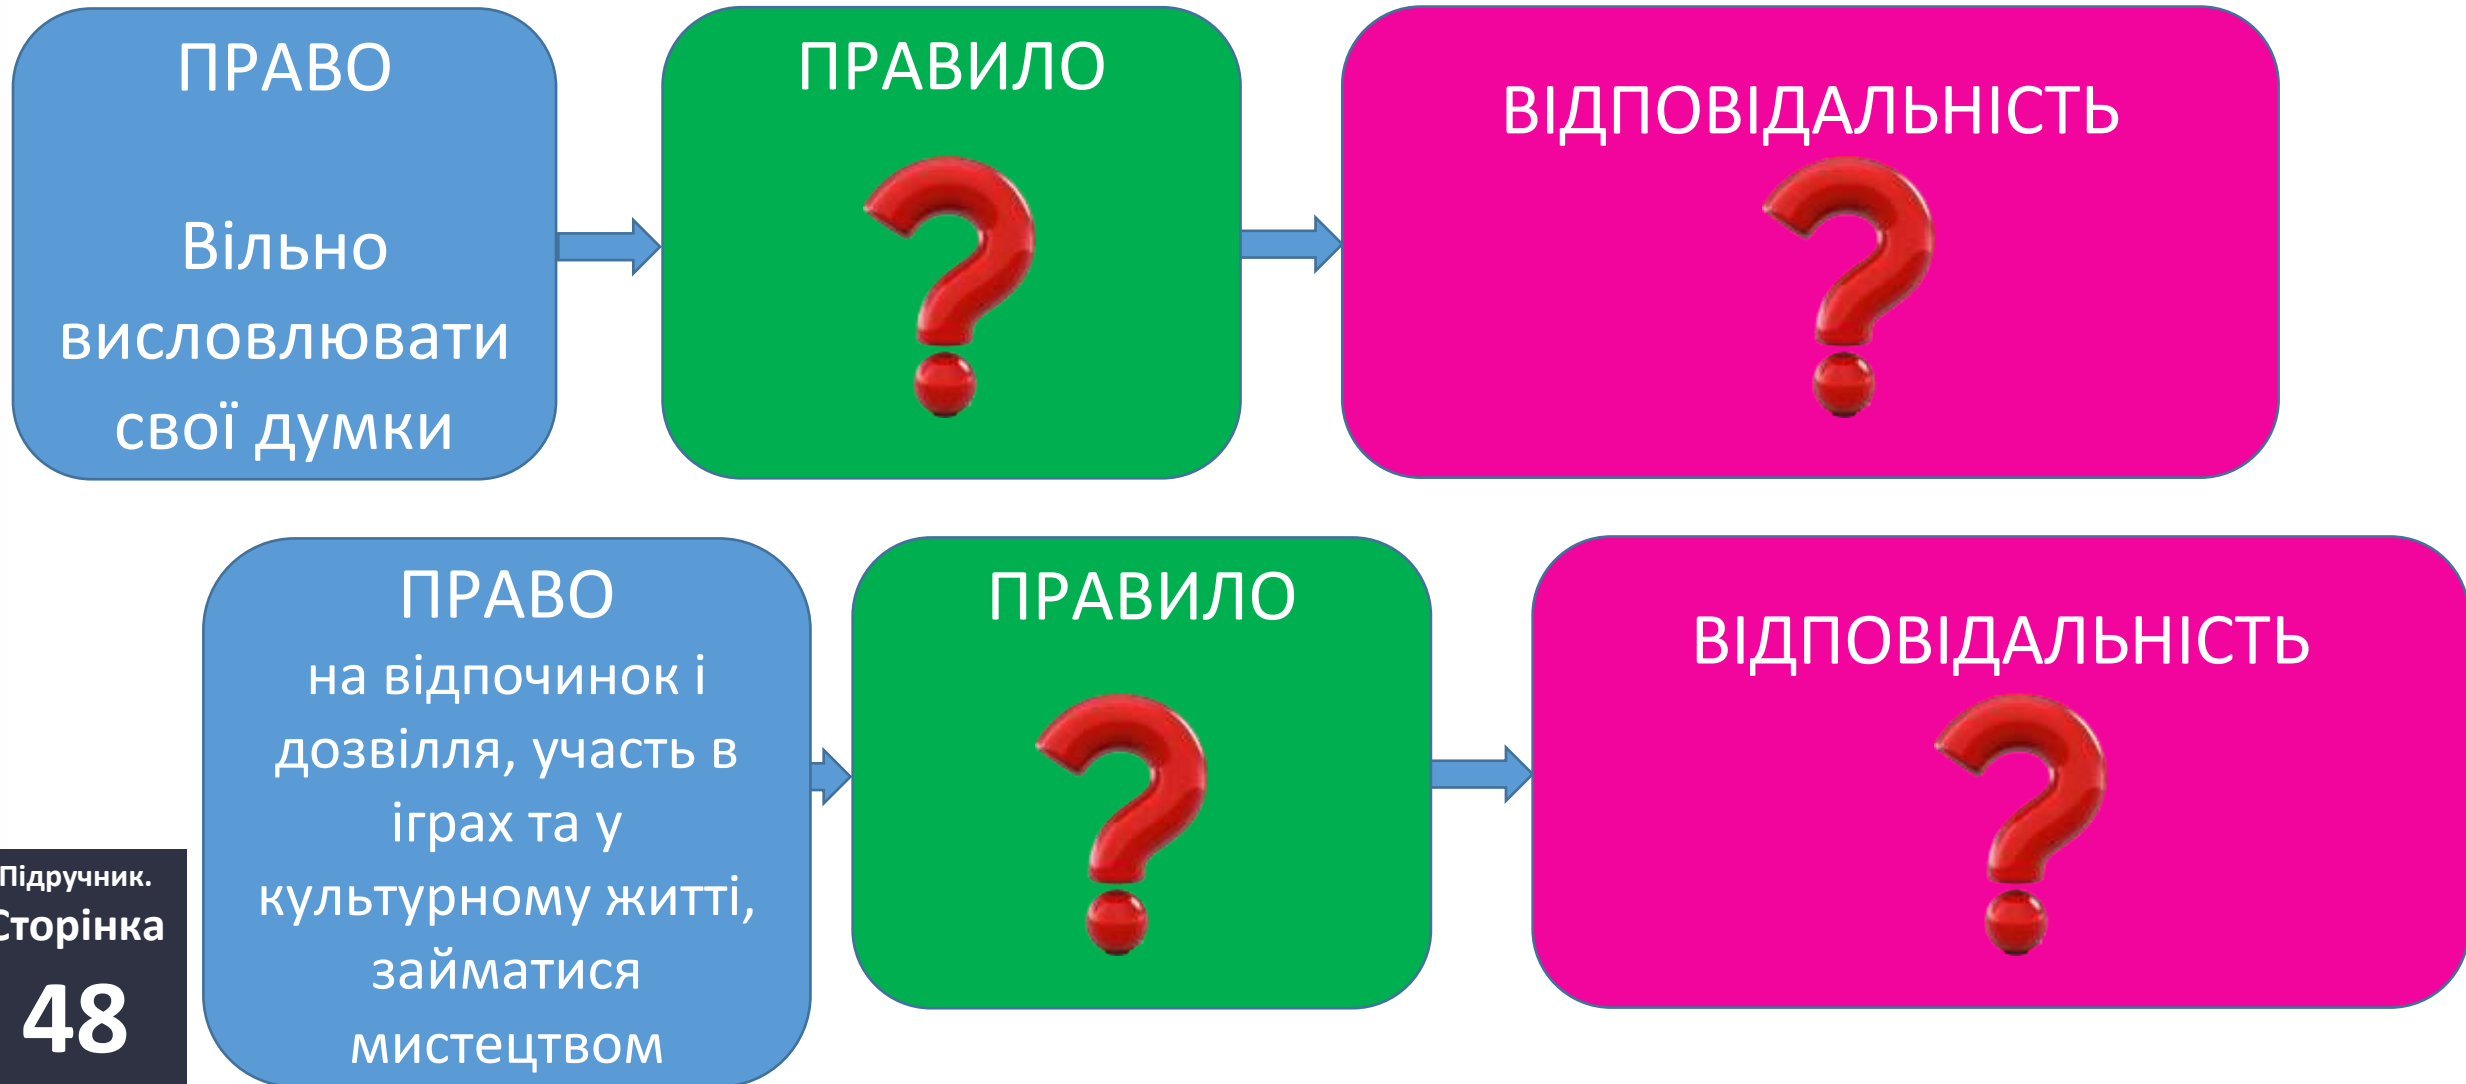 ПРАВО
Вільно
висловлювати
свої думки
ПРАВИЛО
ВІДПОВІДАЛЬНІСТЬ
ПРАВО
на відпочинок і
дозвілля, участь в
іграх та у
культурному житті,
займатися
мистецтвом
ПРАВИЛО
ВІДПОВІДАЛЬНІСТЬ
Підручник.
Сторінка
48